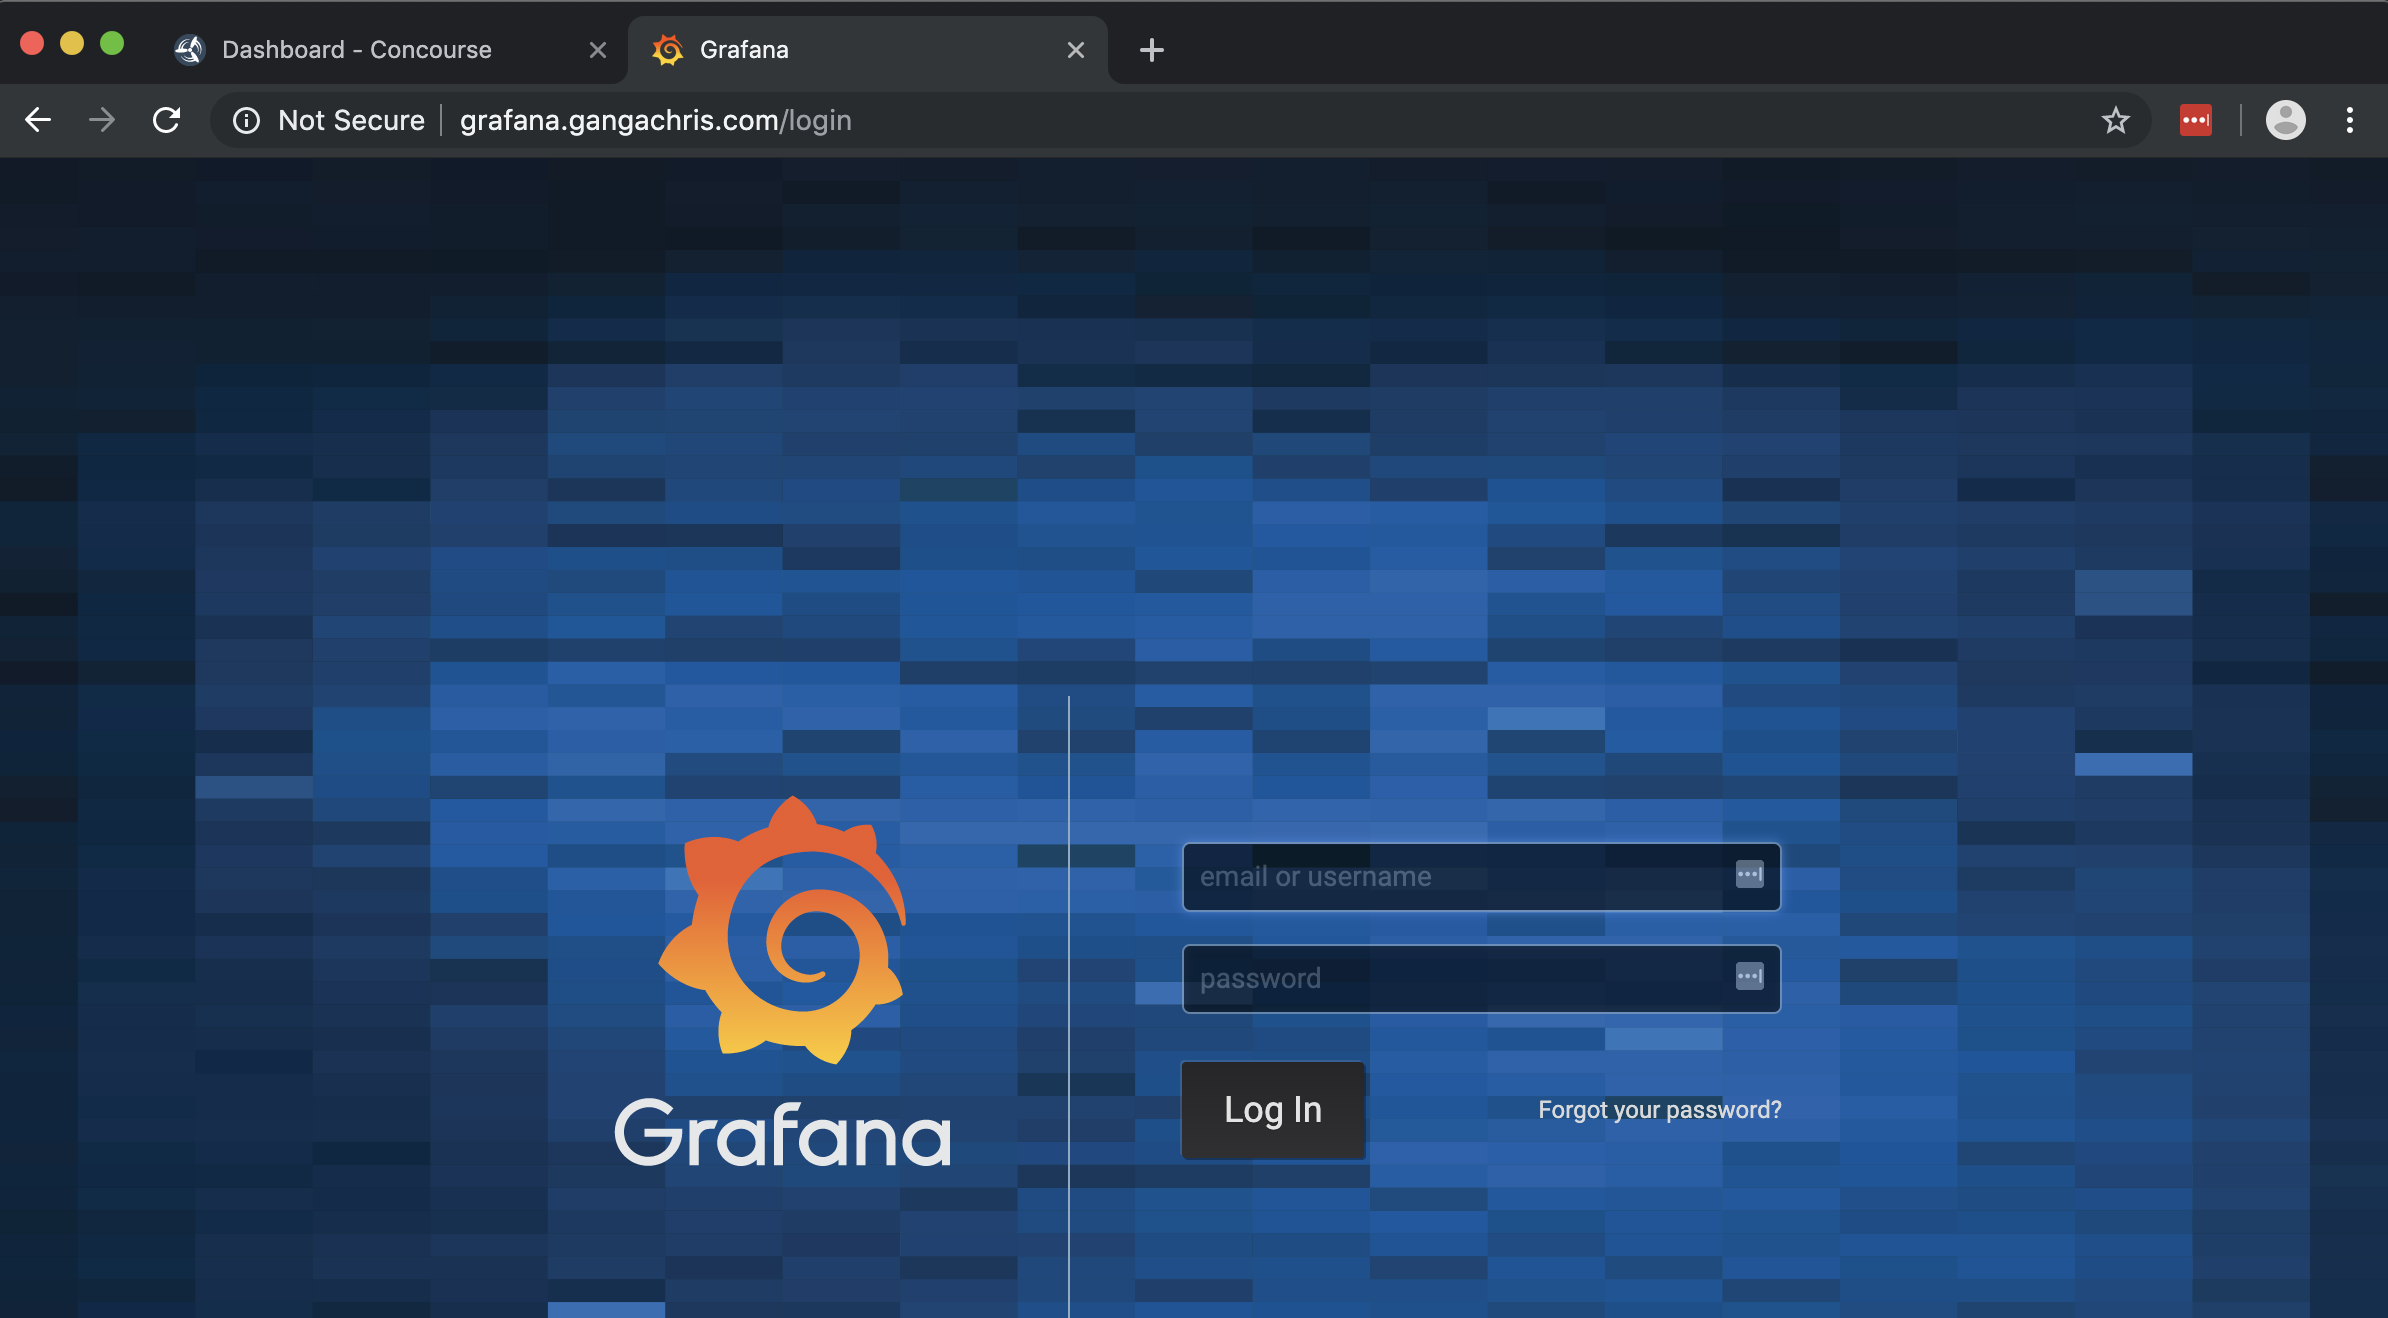 Dashboard - Concourse
Grafana
Not Secure
grafana.gangachris.com/login
email or username
password
Grafana
Log In
Forgot your password?